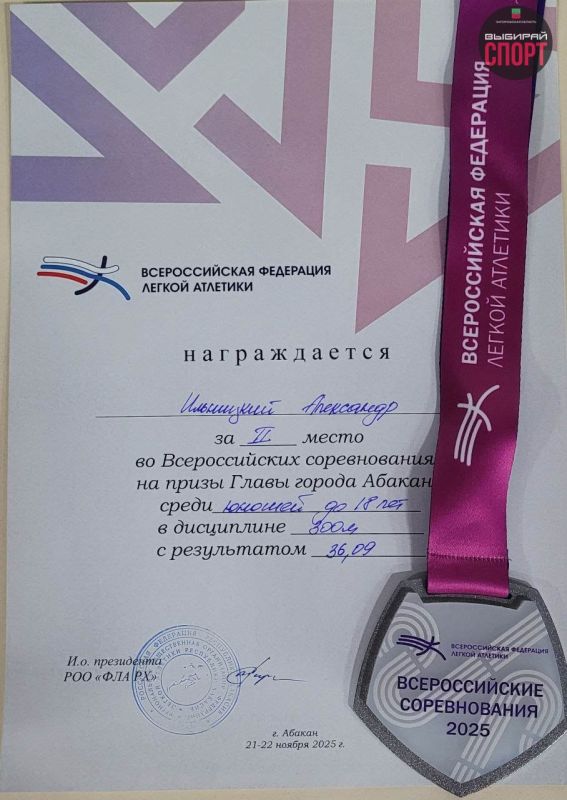 ВЫБИРАЙ
СПОРТ
ВСЕРОССИЙСКАЯ ФЕДЕРАЦИЯ
ЛЕГКОЙ АТЛЕТИКИ
ВСЕРОССИЙСКАЯ ФЕДЕРАЦИЯ
ЛЕГКОЙ АТЛЕТИКИ
награждается
Ильницкий Александр
за II место
во Всероссийских соревнования
на призы Главы города Абакан
среди юношей до 18 лет
в дисциплине 300м
с результатом 36,09
И.о. президента
РОО «ФЛА РХ»
г. Абакан
21-22 ноября 2025 г.
ВСЕРОССИЙСКАЯ ФЕДЕРАЦИЯ
ЛЕГКОЙ АТЛЕТИКИ
ВСЕРОССИЙСКИЕ
СОРЕВНОВАНИЯ
2025